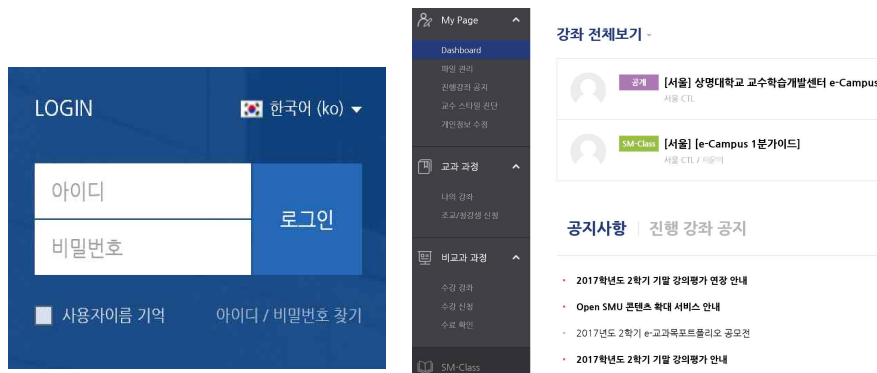 LOGIN
한국어 (ko)
아이디
비밀번호
로그인
사용자이름 기억
아이디 / 비밀번호 찾기
My Page
Dashboard
파일 관리
진행강좌 공지
교수 스타일 진단
개인정보 수정
교과 과정
나의 강좌
조교/청강생 신청
비교과 과정
수강 강좌
수강 신청
수료 확인
SM-Class
강좌 전체보기
공개 [서울] 상명대학교 교수학습개발센터 e-Campus
서울 CTL
SM-Class [서울] [e-Campus 1분가이드]
서울 CTL /
공지사항 | 진행 강좌 공지
2017학년도 2학기 기말 강의평가 연장 안내
Open SMU 콘텐츠 확대 서비스 안내
2017년도 2학기 e-교과목포트폴리오 공모전
2017학년도 2학기 기말 강의평가 안내